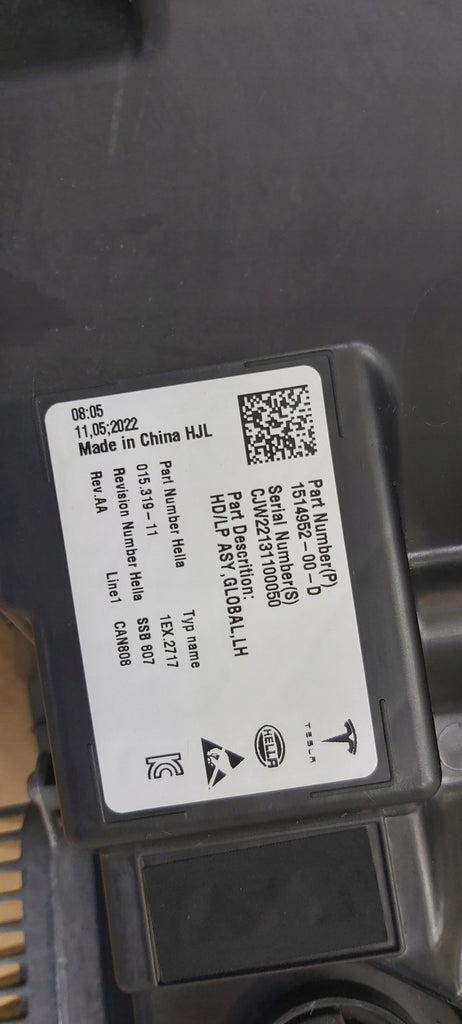 Part Number(P)
1514952-00-D
Serial Number(S)
CJW22131100050
Part Descrition:
HD/LP ASY,GLOBAL,LH
TESLA
HELLA
Part Number Hella
015.319-11
Revision Number Hella
Rev.AA
Typ name
1EX.2717
SSB 807
Line1 CAN808
08:05
11,05;2022
Made in China HJL